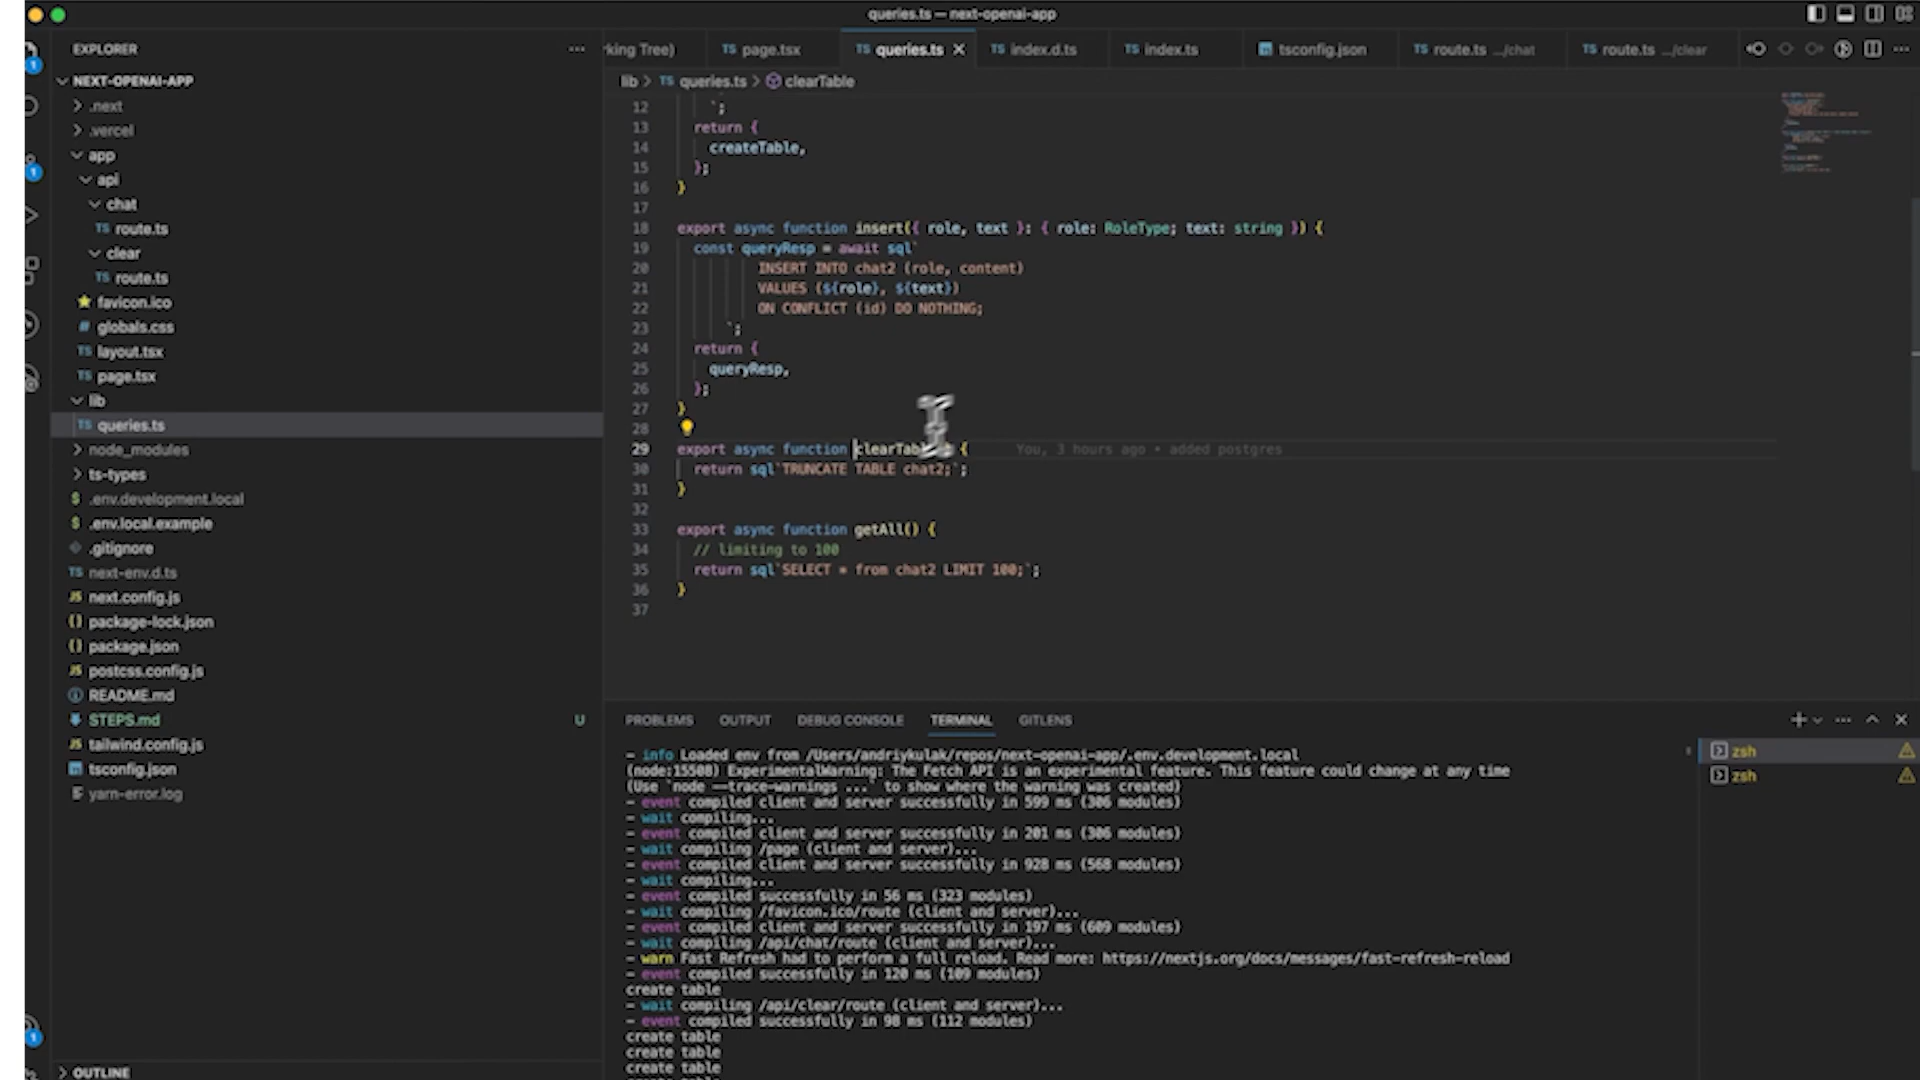 queries.ts — next-openai-app
EXPLORER
NEXT-OPENAI-APP
.next
.vercel
app
api
chat
route.ts
clear
route.ts
favicon.ico
globals.css
layout.tsx
page.tsx
lib
queries.ts
node_modules
ts-types
.env.development.local
.env.local.example
.gitignore
next-env.d.ts
next.config.js
package-lock.json
package.json
postcss.config.js
README.md
STEPS.md U
tailwind.config.js
tsconfig.json
yarn-error.log
OUTLINE
rking Tree) page.tsx queries.ts index.d.ts index.ts tsconfig.json route.ts .../chat route.ts .../clear
lib > queries.ts > clearTable
12 `;
13 return {
14 createTable,
15 };
16 }
17
18 export async function insert({ role, text }: { role: RoleType; text: string }) {
19 const queryResp = await sql`
20 INSERT INTO chat2 (role, content)
21 VALUES (${role}, ${text})
22 ON CONFLICT (id) DO NOTHING;
23 `;
24 return {
25 queryResp,
26 };
27 }
28
29 export async function clearTab { You, 3 hours ago • added postgres
30 return sql`TRUNCATE TABLE chat2;`;
31 }
32
33 export async function getAll() {
34 // limiting to 100
35 return sql`SELECT * from chat2 LIMIT 100;`;
36 }
37
PROBLEMS OUTPUT DEBUG CONSOLE TERMINAL GITLENS
- info Loaded env from /Users/andriykulak/repos/next-openai-app/.env.development.local
(node:15508) ExperimentalWarning: The Fetch API is an experimental feature. This feature could change at any time
(Use `node --trace-warnings ...` to show where the warning was created)
- event compiled client and server successfully in 599 ms (306 modules)
- wait compiling...
- event compiled client and server successfully in 201 ms (306 modules)
- wait compiling /page (client and server)...
- event compiled client and server successfully in 928 ms (568 modules)
- wait compiling...
- event compiled successfully in 56 ms (323 modules)
- wait compiling /favicon.ico/route (client and server)...
- event compiled client and server successfully in 197 ms (609 modules)
- wait compiling /api/chat/route (client and server)...
- warn Fast Refresh had to perform a full reload. Read more: https://nextjs.org/docs/messages/fast-refresh-reload
- event compiled successfully in 120 ms (109 modules)
create table
- wait compiling /api/clear/route (client and server)...
- event compiled successfully in 98 ms (112 modules)
create table
create table
create table
zsh
zsh